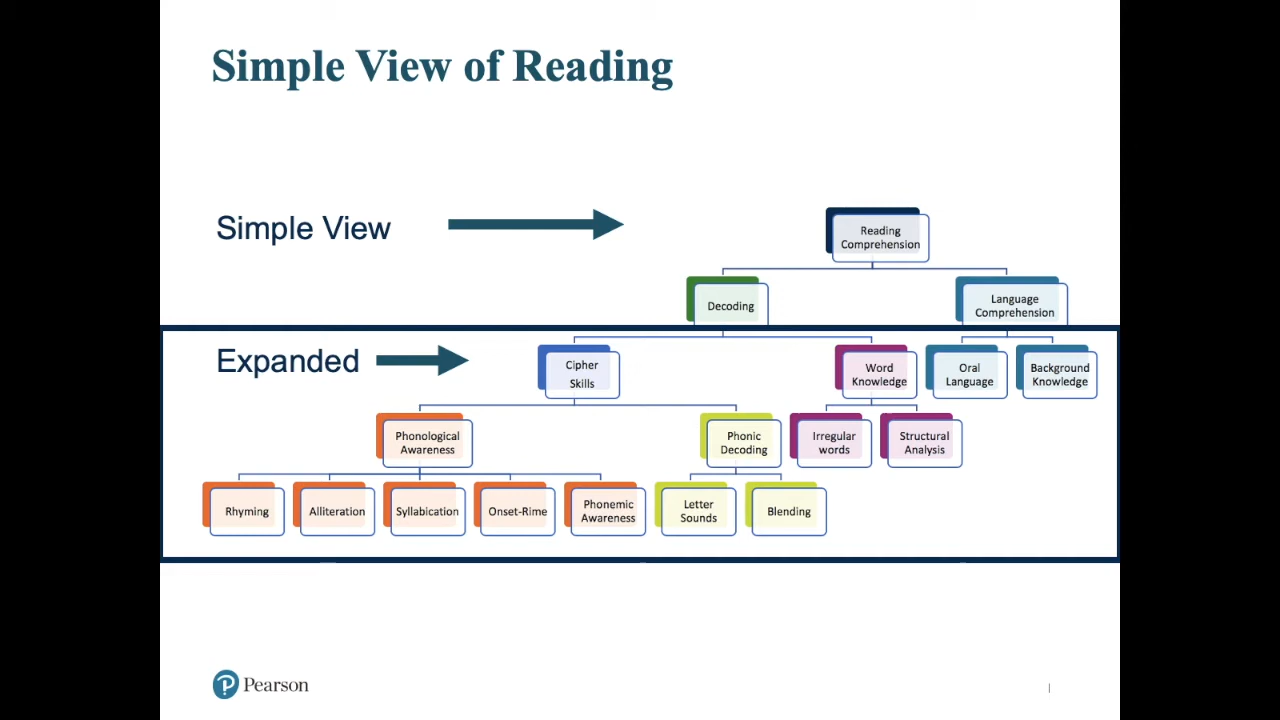 Simple View of Reading
Simple View
Reading
Comprehension
Decoding
Language
Comprehension
Expanded
Cipher
Skills
Word
Knowledge
Oral
Language
Background
Knowledge
Phonological
Awareness
Phonic
Decoding
Irregular
words
Structural
Analysis
Rhyming
Alliteration
Syllabication
Onset-Rime
Phonemic
Awareness
Letter
Sounds
Blending
Pearson